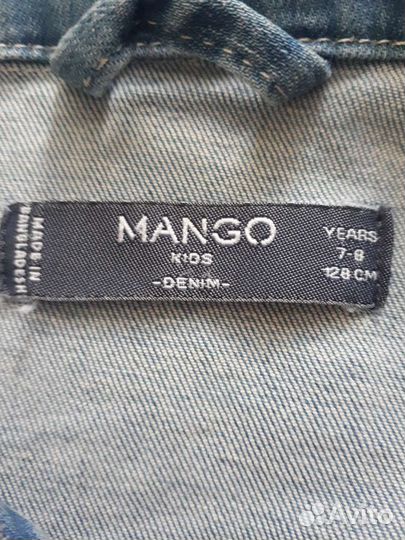 MADE IN
BANGLADESH
MANGO
KIDS
-DENIM-
YEARS
7-8
128 CM
Avito